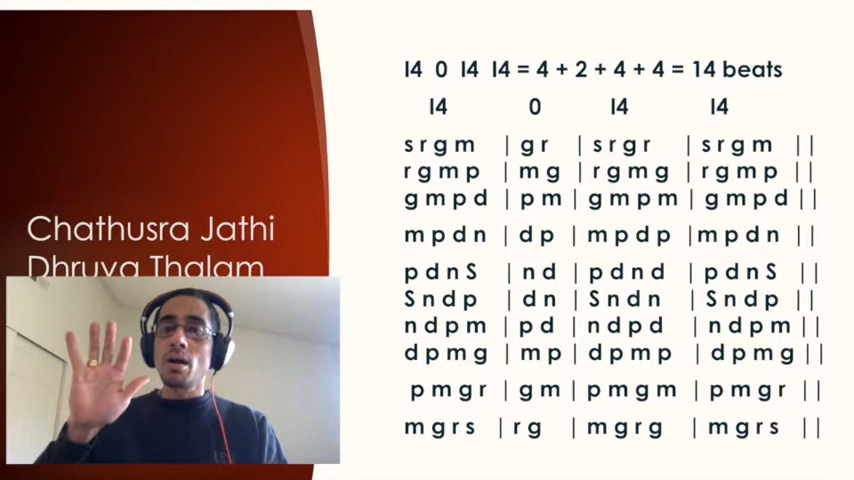 Chathusra Jathi
Dhruva Thalam
I4 0 I4 I4 = 4 + 2 + 4 + 4 = 14 beats
I4 0 I4 I4
s r g m | g r | s r g r | s r g m ||
r g m p | m g | r g m g | r g m p ||
g m p d | p m | g m p m | g m p d ||
m p d n | d p | m p d p | m p d n ||
p d n S | n d | p d n d | p d n S ||
S n d p | d n | S n d n | S n d p ||
n d p m | p d | n d p d | n d p m ||
d p m g | m p | d p m p | d p m g ||
p m g r | g m | p m g m | p m g r ||
m g r s | r g | m g r g | m g r s ||